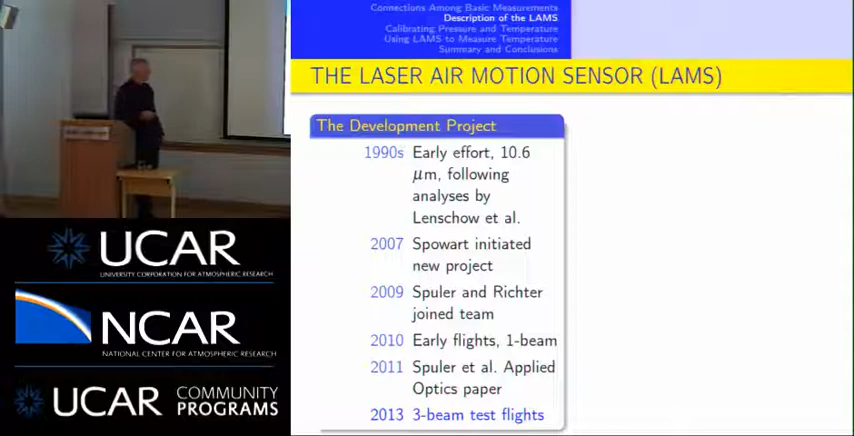 Connections Among Basic Measurements
Description of the LAMS
Calibrating Pressure and Temperature
Using LAMS to Measure Temperature
Summary and Conclusions
THE LASER AIR MOTION SENSOR (LAMS)
The Development Project
1990s Early effort, 10.6
μm, following
analyses by
Lenschow et al.
2007 Spowart initiated
new project
2009 Spuler and Richter
joined team
2010 Early flights, 1-beam
2011 Spuler et al. Applied
Optics paper
2013 3-beam test flights
UCAR
UNIVERSITY CORPORATION FOR ATMOSPHERIC RESEARCH
NCAR
NATIONAL CENTER FOR ATMOSPHERIC RESEARCH
UCAR COMMUNITY
PROGRAMS